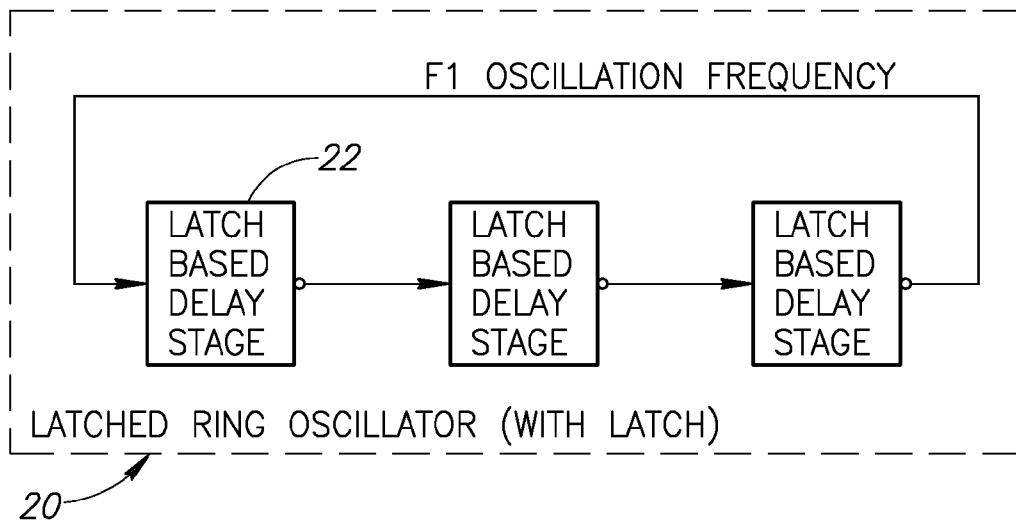 F1 OSCILLATION FREQUENCY
22
LATCH
BASED
DELAY
STAGE
LATCH
BASED
DELAY
STAGE
LATCH
BASED
DELAY
STAGE
LATCHED RING OSCILLATOR (WITH LATCH)
20